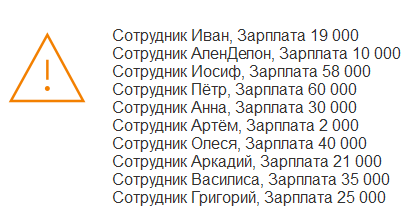 Сотрудник Иван, Зарплата 19 000
Сотрудник АленДелон, Зарплата 10 000
Сотрудник Иосиф, Зарплата 58 000
Сотрудник Пётр, Зарплата 60 000
Сотрудник Анна, Зарплата 30 000
Сотрудник Артём, Зарплата 2 000
Сотрудник Олеся, Зарплата 40 000
Сотрудник Аркадий, Зарплата 21 000
Сотрудник Василиса, Зарплата 35 000
Сотрудник Григорий, Зарплата 25 000